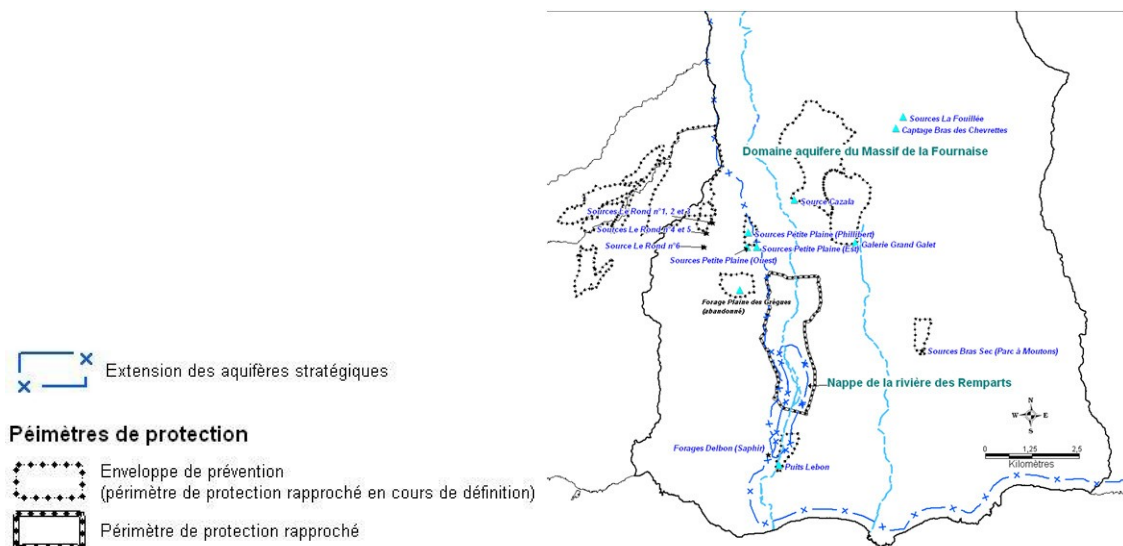 Extension des aquifères stratégiques
Péimètres de protection
Enveloppe de prévention
(périmètre de protection rapproché en cours de définition)
Périmètre de protection rapproché
Sources La Fouillée
Captage Bras des Chevrettes
Domaine aquifere du Massif de la Fournaise
Source Cazala
Sources Le Rond n°1, 2 et 3
Sources Le Rond n°4 et 5
Source Le Rond n°6
Sources Petite Plaine (Phillibert)
Sources Petite Plaine (Est)
Galerie Grand Galet
Sources Petite Plaine (Ouest)
Forage Plaine des Grègues
(abandonné)
Sources Bras Sec (Parc à Moutons)
Nappe de la rivière des Remparts
N
W E
S
Forages Delbon (Saphir)
Puits Lebon
0 1,25 2,5
Kilomètres